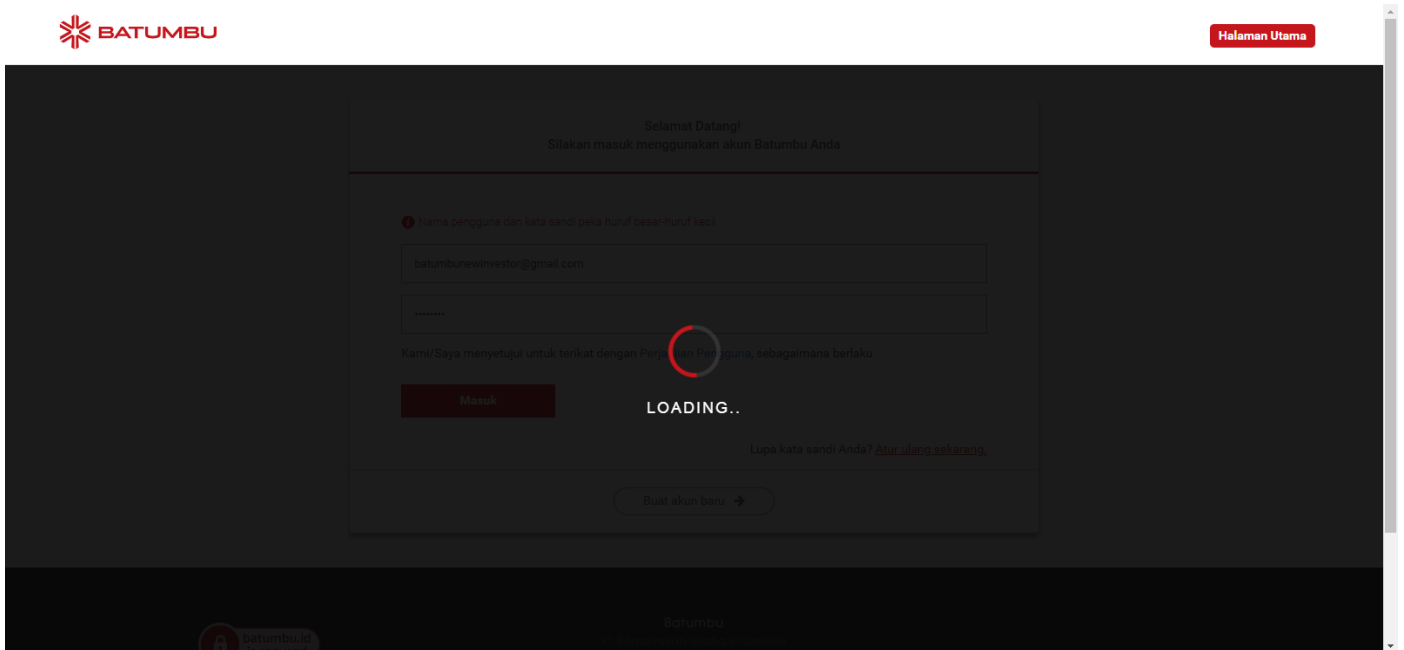 BATUMBU
Halaman Utama
Selamat Datang!
Silakan masuk menggunakan akun Batumbu Anda
Nama pengguna dan kata sandi peka huruf besar-huruf kecil
batumbunewinvestor@gmail.com
••••••••
Kami/Saya menyetujui untuk terikat dengan Perjanjian Pengguna, sebagaimana berlaku
Masuk
LOADING..
Lupa kata sandi Anda? Atur ulang sekarang.
Buat akun baru
Batumbu
batumbu.id